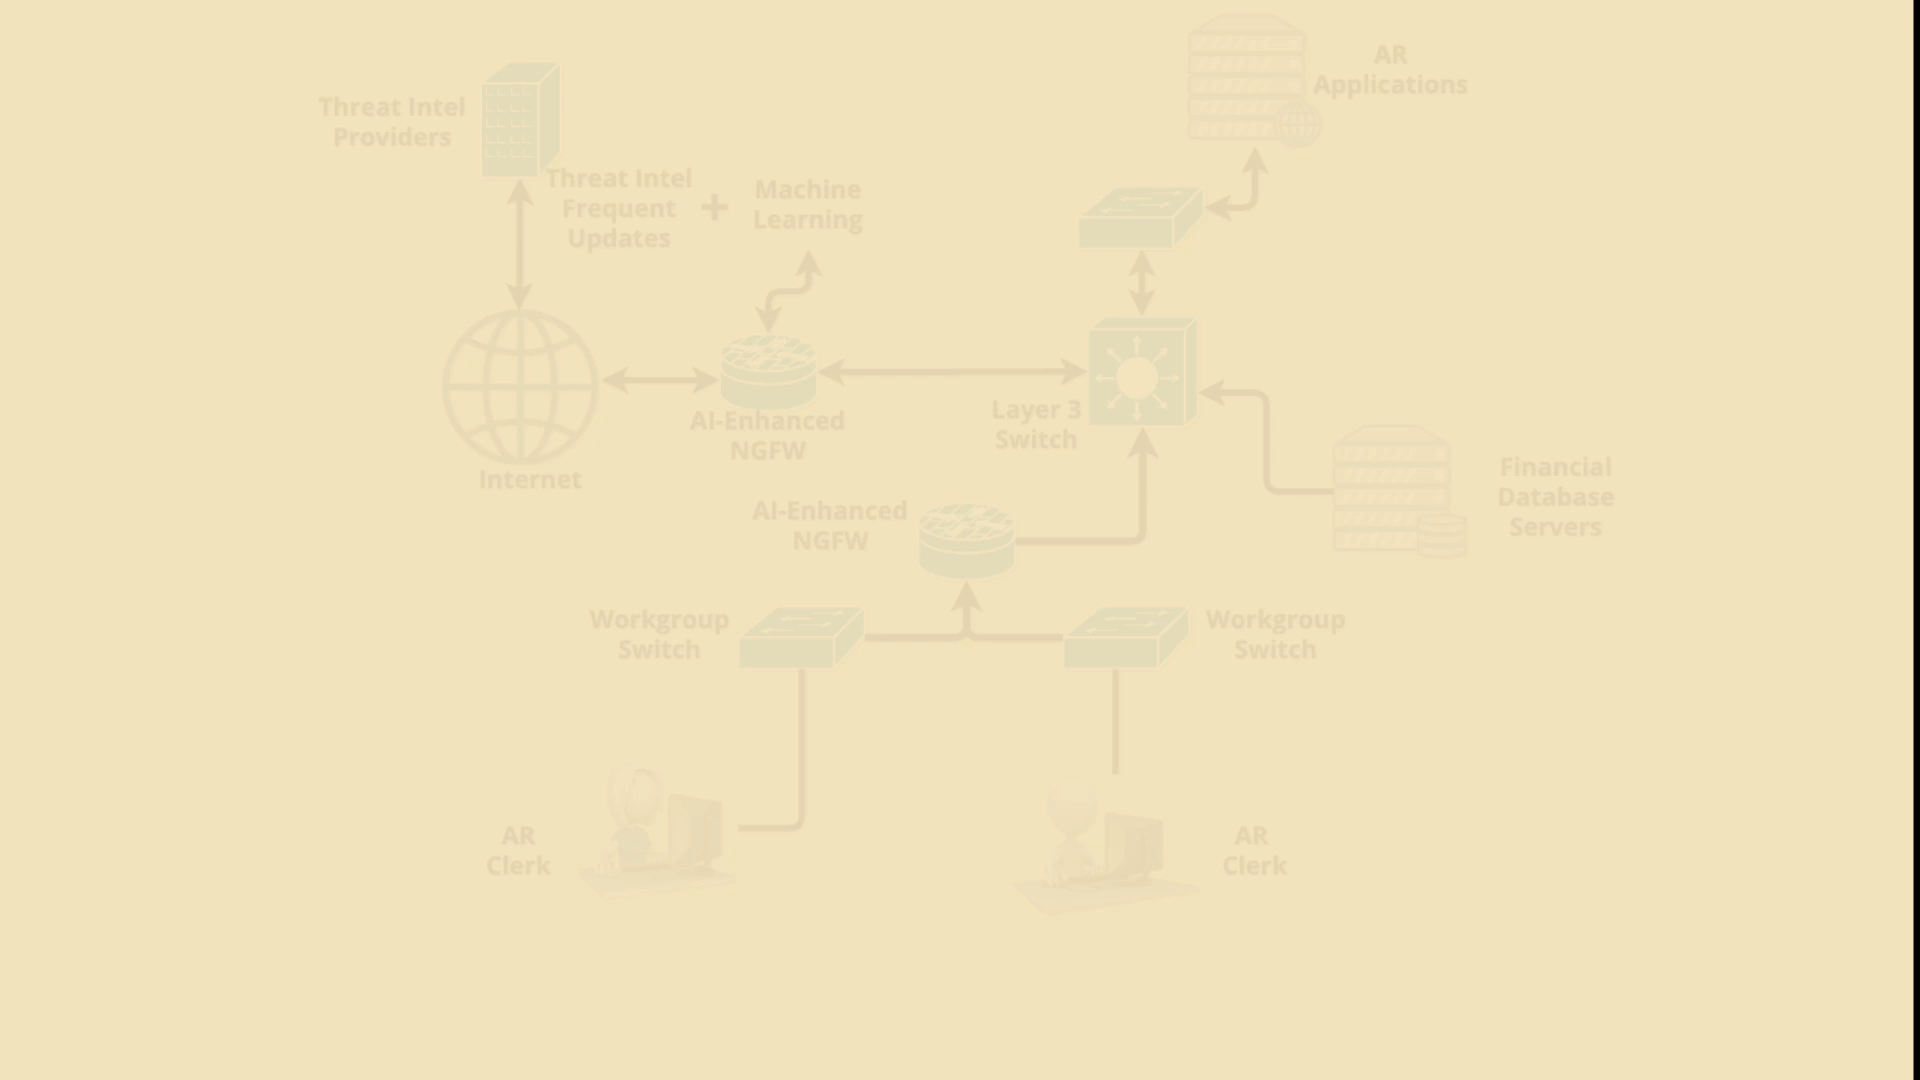 AR
Applications
Threat Intel
Providers
Threat Intel
Frequent
Updates
+
Machine
Learning
AI-Enhanced
NGFW
Layer 3
Switch
Internet
Financial
Database
Servers
AI-Enhanced
NGFW
Workgroup
Switch
Workgroup
Switch
AR
Clerk
AR
Clerk